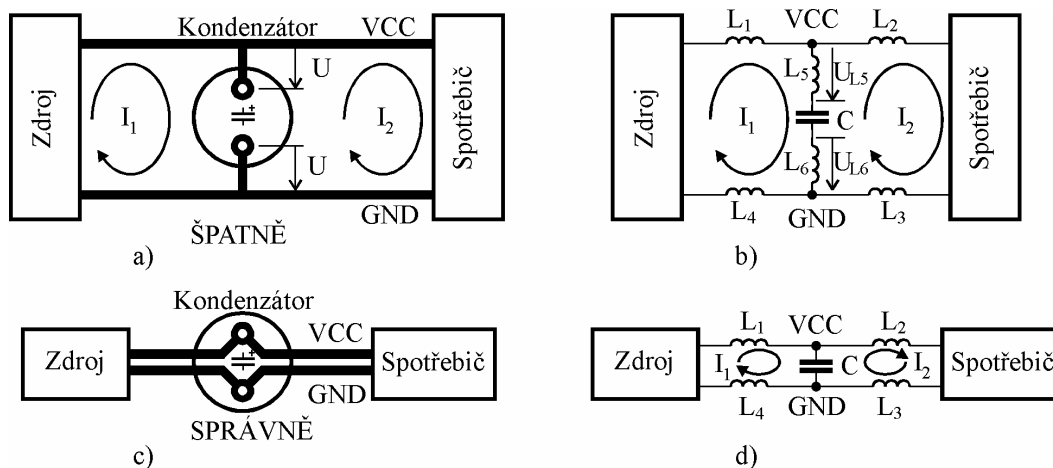 Kondenzátor
VCC
Zdroj
I1
U
+
I2
U
Spotřebič
GND
ŠPATNĚ
a)
L1
VCC
L2
Zdroj
L5
UL5
I1
C
I2
L6
UL6
Spotřebič
L4
GND
L3
b)
Kondenzátor
VCC
Zdroj
+
Spotřebič
GND
SPRÁVNĚ
c)
L1
VCC
L2
Zdroj
I1
C
I2
Spotřebič
L4
GND
L3
d)